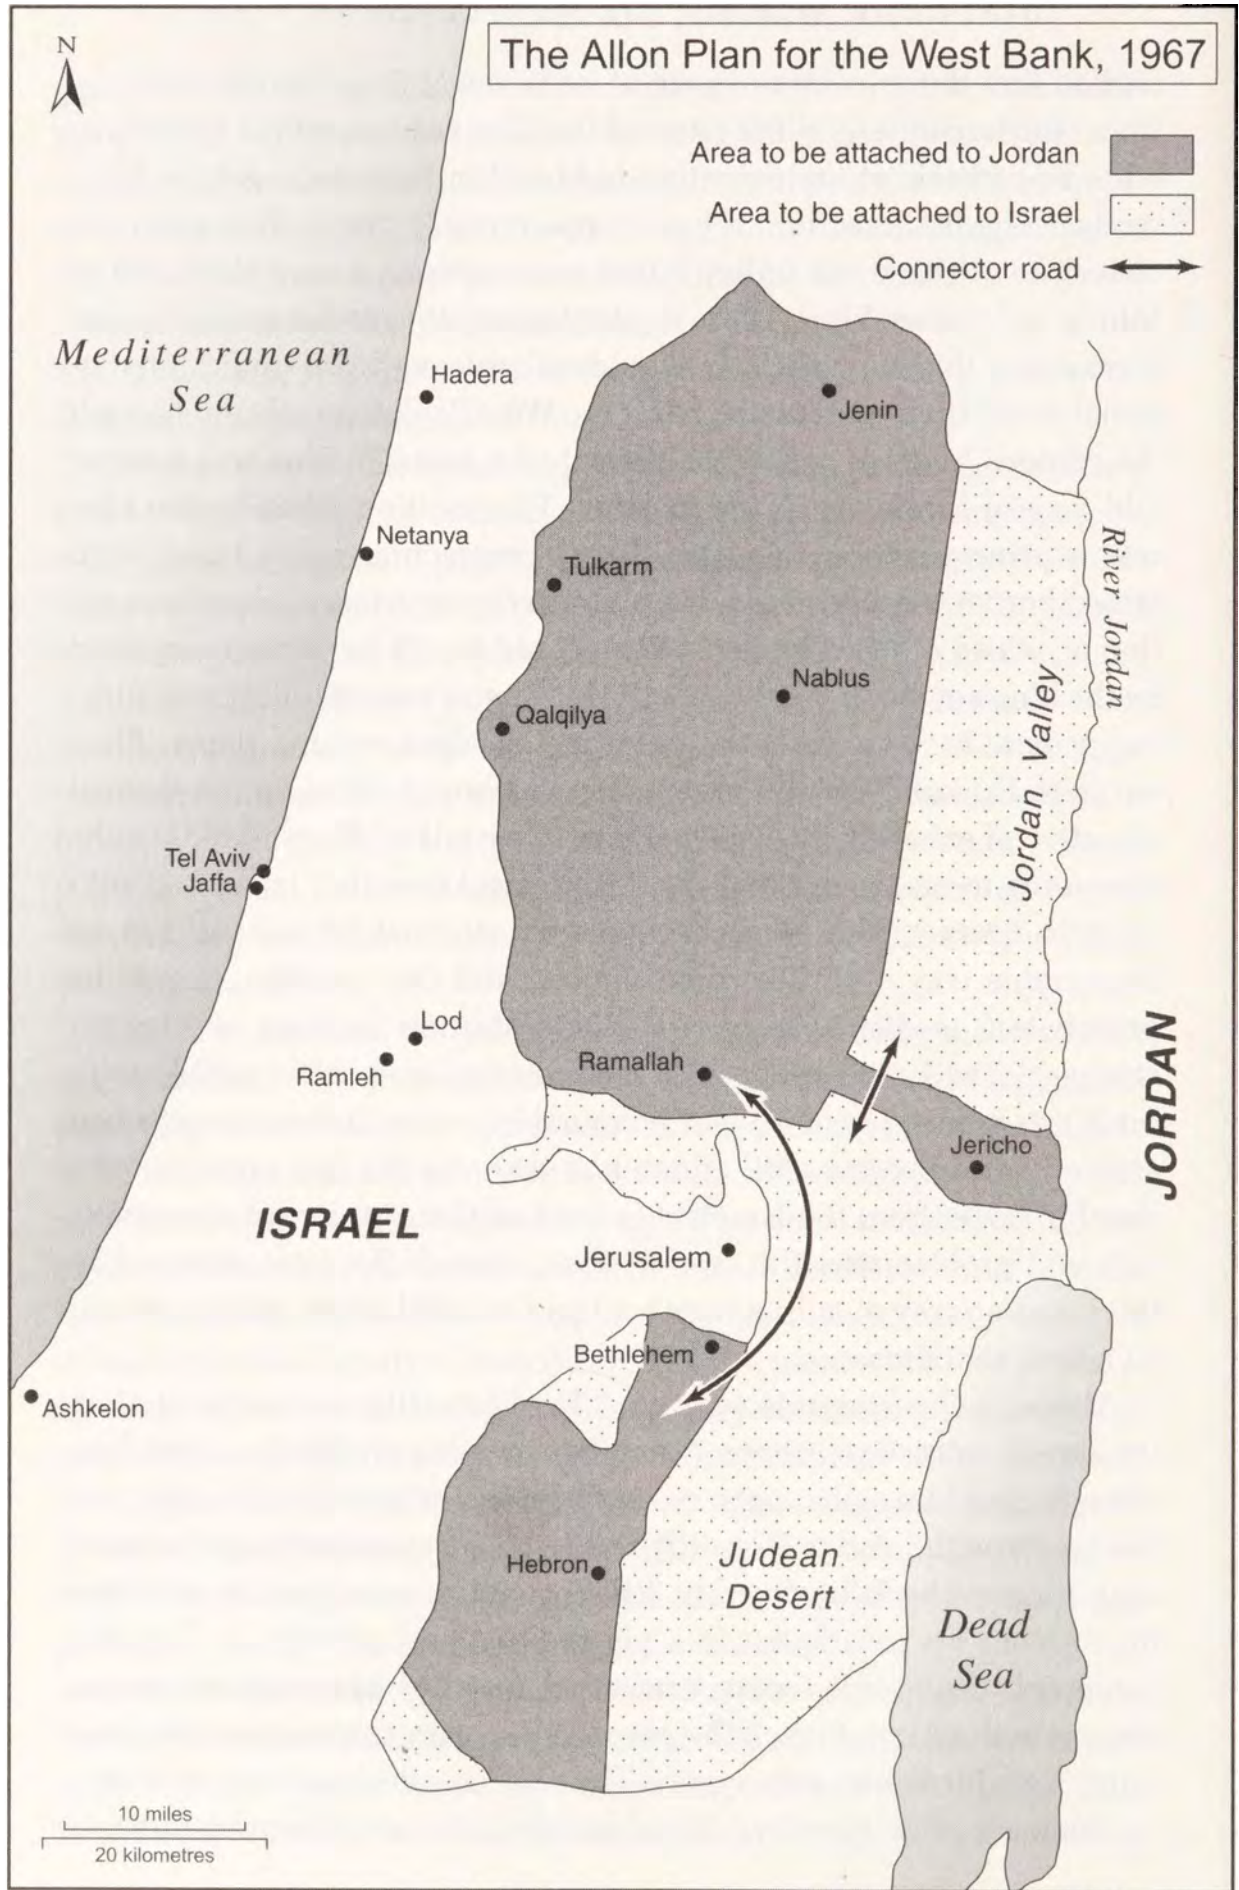 The Allon Plan for the West Bank, 1967
N
Area to be attached to Jordan
Area to be attached to Israel
Connector road
Mediterranean
Sea
Hadera
Jenin
Netanya
River Jordan
Tulkarm
Nablus
Qalqilya
Jordan Valley
Tel Aviv
Jaffa
Lod
Ramleh
Ramallah
JORDAN
Jericho
ISRAEL
Jerusalem
Bethlehem
Ashkelon
Hebron
Judean
Desert
Dead
Sea
10 miles
20 kilometres